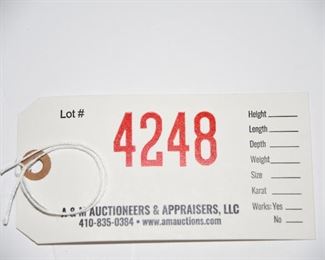 Lot #
4248
Height
Length
Depth
Weight
Size
Karat
Works: Yes
No
A & M AUCTIONEERS & APPRAISERS, LLC
410-835-0384 • www.amauctions.com